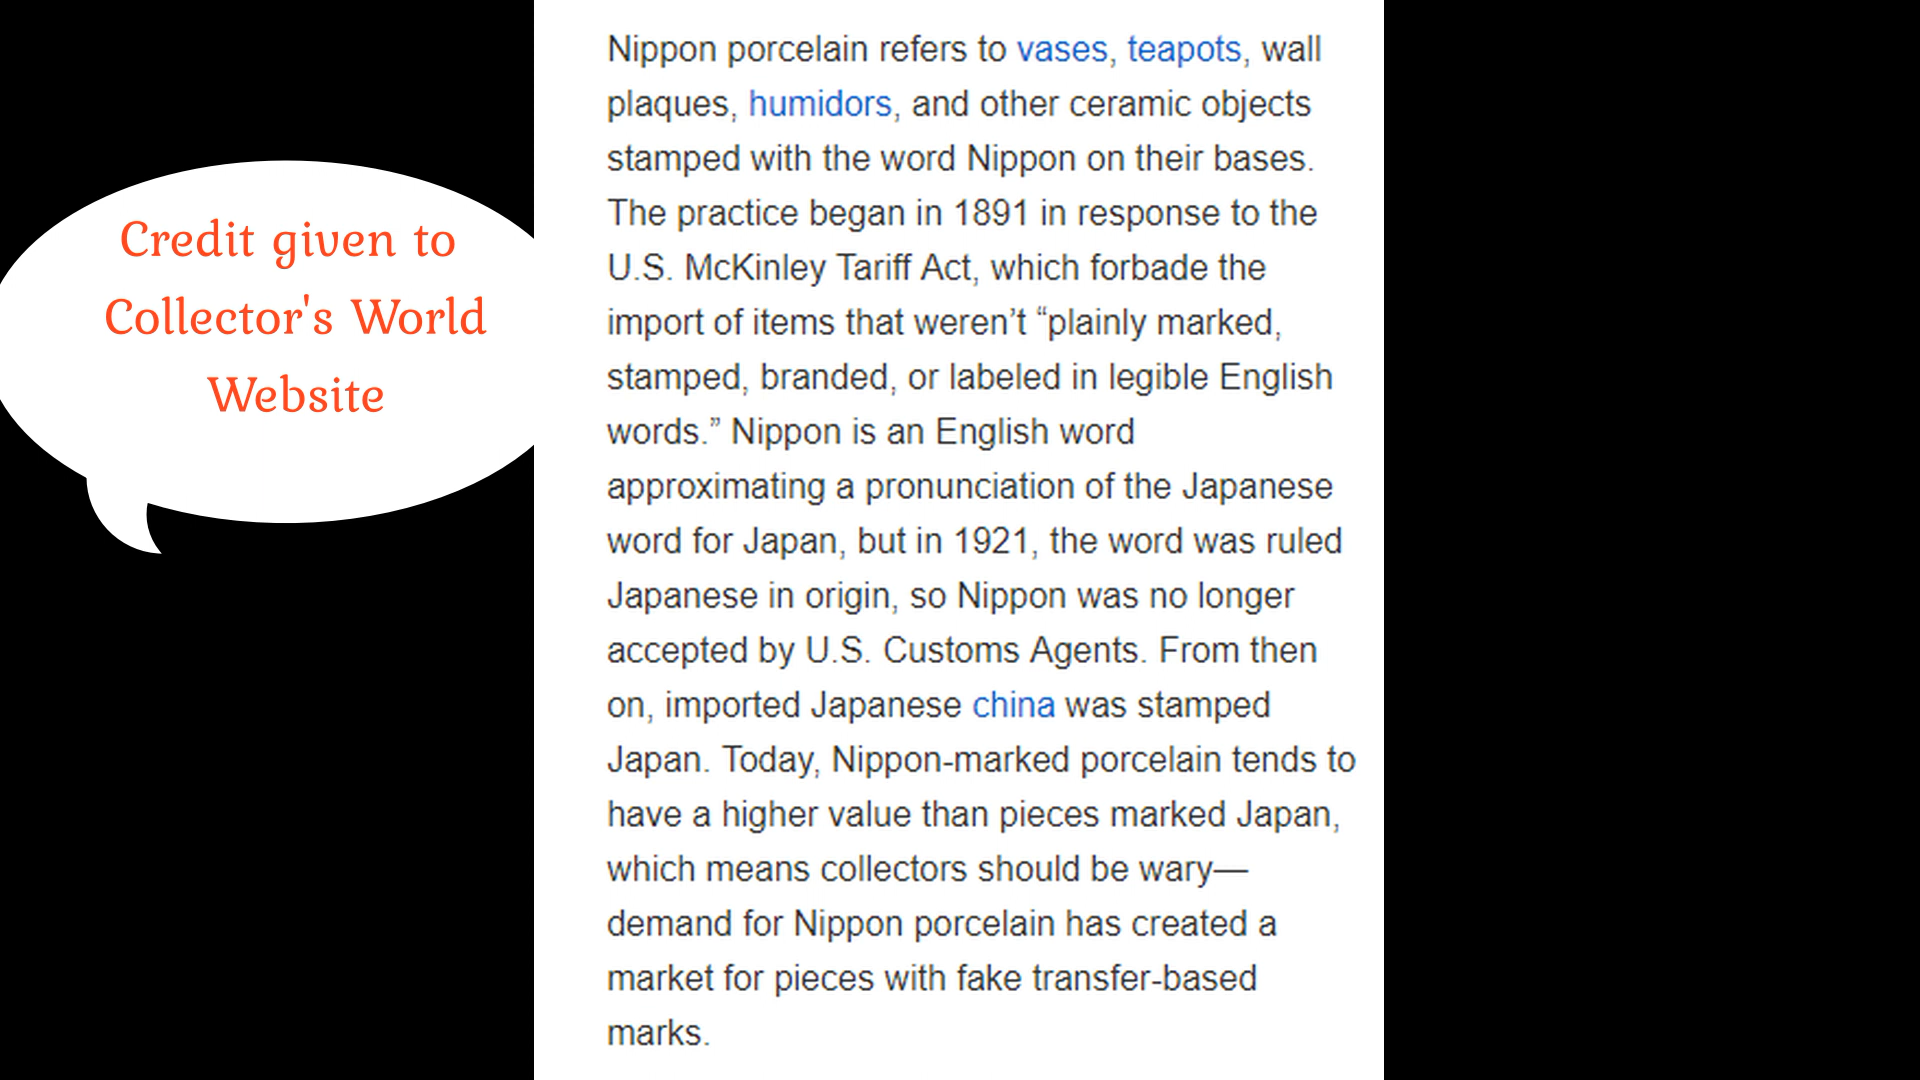 Credit given to
Collector's World
Website
Nippon porcelain refers to vases, teapots, wall
plaques, humidors, and other ceramic objects
stamped with the word Nippon on their bases.
The practice began in 1891 in response to the
U.S. McKinley Tariff Act, which forbade the
import of items that weren’t “plainly marked,
stamped, branded, or labeled in legible English
words.” Nippon is an English word
approximating a pronunciation of the Japanese
word for Japan, but in 1921, the word was ruled
Japanese in origin, so Nippon was no longer
accepted by U.S. Customs Agents. From then
on, imported Japanese china was stamped
Japan. Today, Nippon-marked porcelain tends to
have a higher value than pieces marked Japan,
which means collectors should be wary—
demand for Nippon porcelain has created a
market for pieces with fake transfer-based
marks.